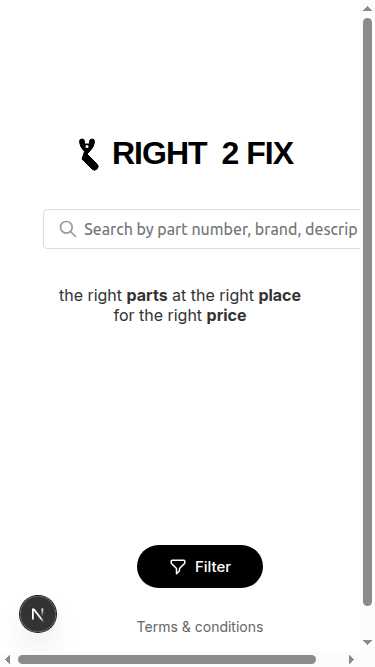 RIGHT 2 FIX
Search by part number, brand, descrip
the right parts at the right place
for the right price
Filter
N
Terms & conditions